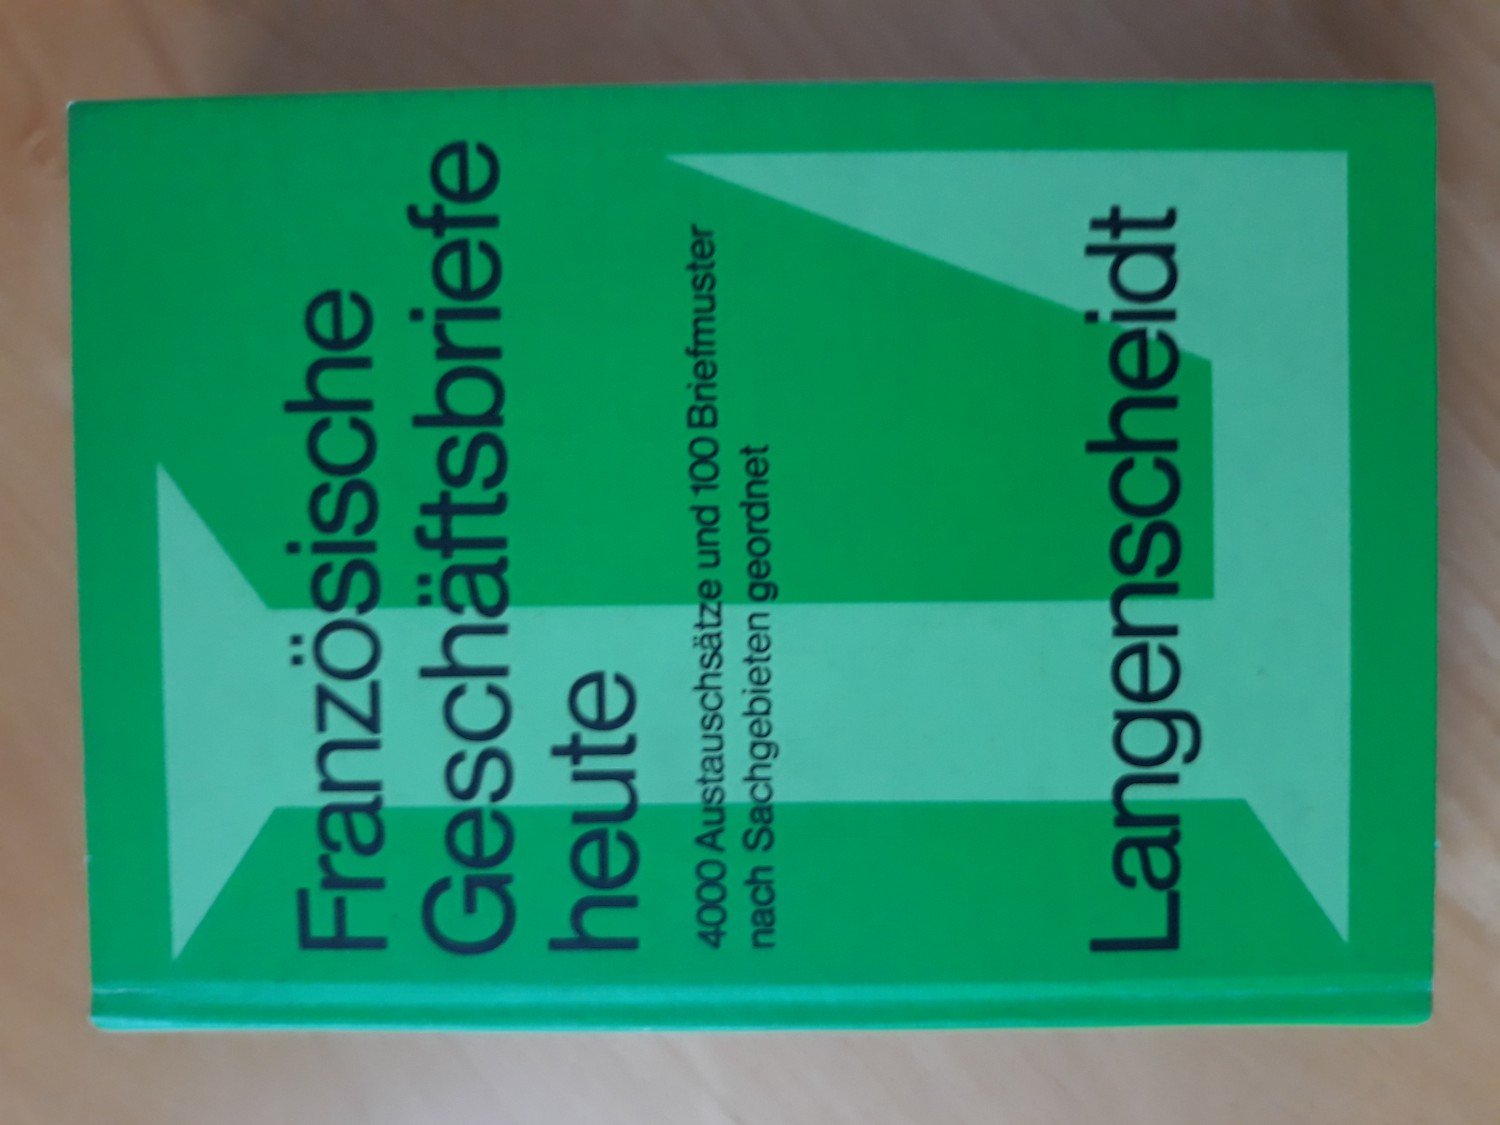 Französische
Geschäftsbriefe
heute
4000 Austauschsätze und 100 Briefmuster
nach Sachgebieten geordnet
Langenscheidt